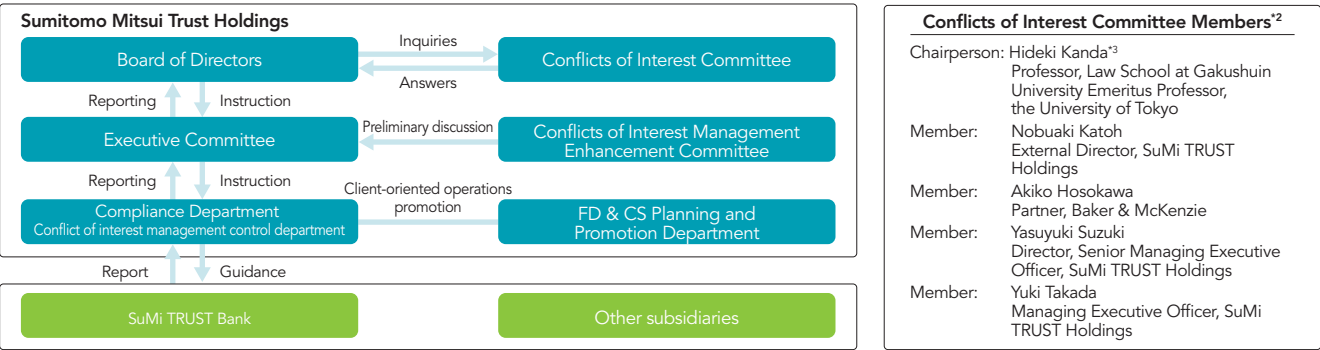 Sumitomo Mitsui Trust Holdings
Board of Directors
Inquiries
Answers
Conflicts of Interest Committee
Reporting
Instruction
Executive Committee
Preliminary discussion
Conflicts of Interest Management
Enhancement Committee
Reporting
Instruction
Client-oriented operations
promotion
Compliance Department
Conflict of interest management control department
FD & CS Planning and
Promotion Department
Report
Guidance
SuMi TRUST Bank
Other subsidiaries
Conflicts of Interest Committee Members*2
Chairperson: Hideki Kanda*3
Professor, Law School at Gakushuin
University Emeritus Professor,
the University of Tokyo
Member: Nobuaki Katoh
External Director, SuMi TRUST
Holdings
Member: Akiko Hosokawa
Partner, Baker & McKenzie
Member: Yasuyuki Suzuki
Director, Senior Managing Executive
Officer, SuMi TRUST Holdings
Member: Yuki Takada
Managing Executive Officer, SuMi
TRUST Holdings